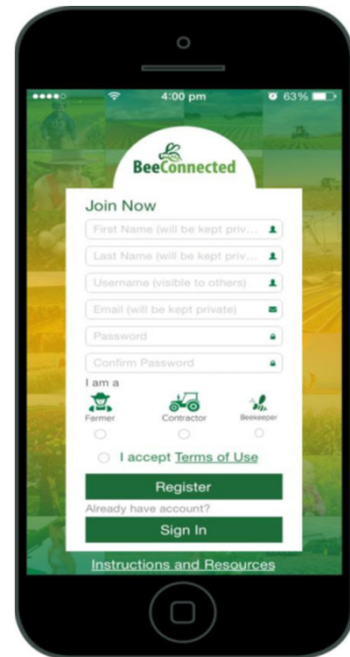 4:00 pm
63%
BeeConnected
Join Now
First Name (will be kept priv...
Last Name (will be kept priv...
Username (visible to others)
Email (will be kept private)
Password
Confirm Password
I am a
Farmer Contractor Beekeeper
I accept Terms of Use
Register
Already have account?
Sign In
Instructions and Resources